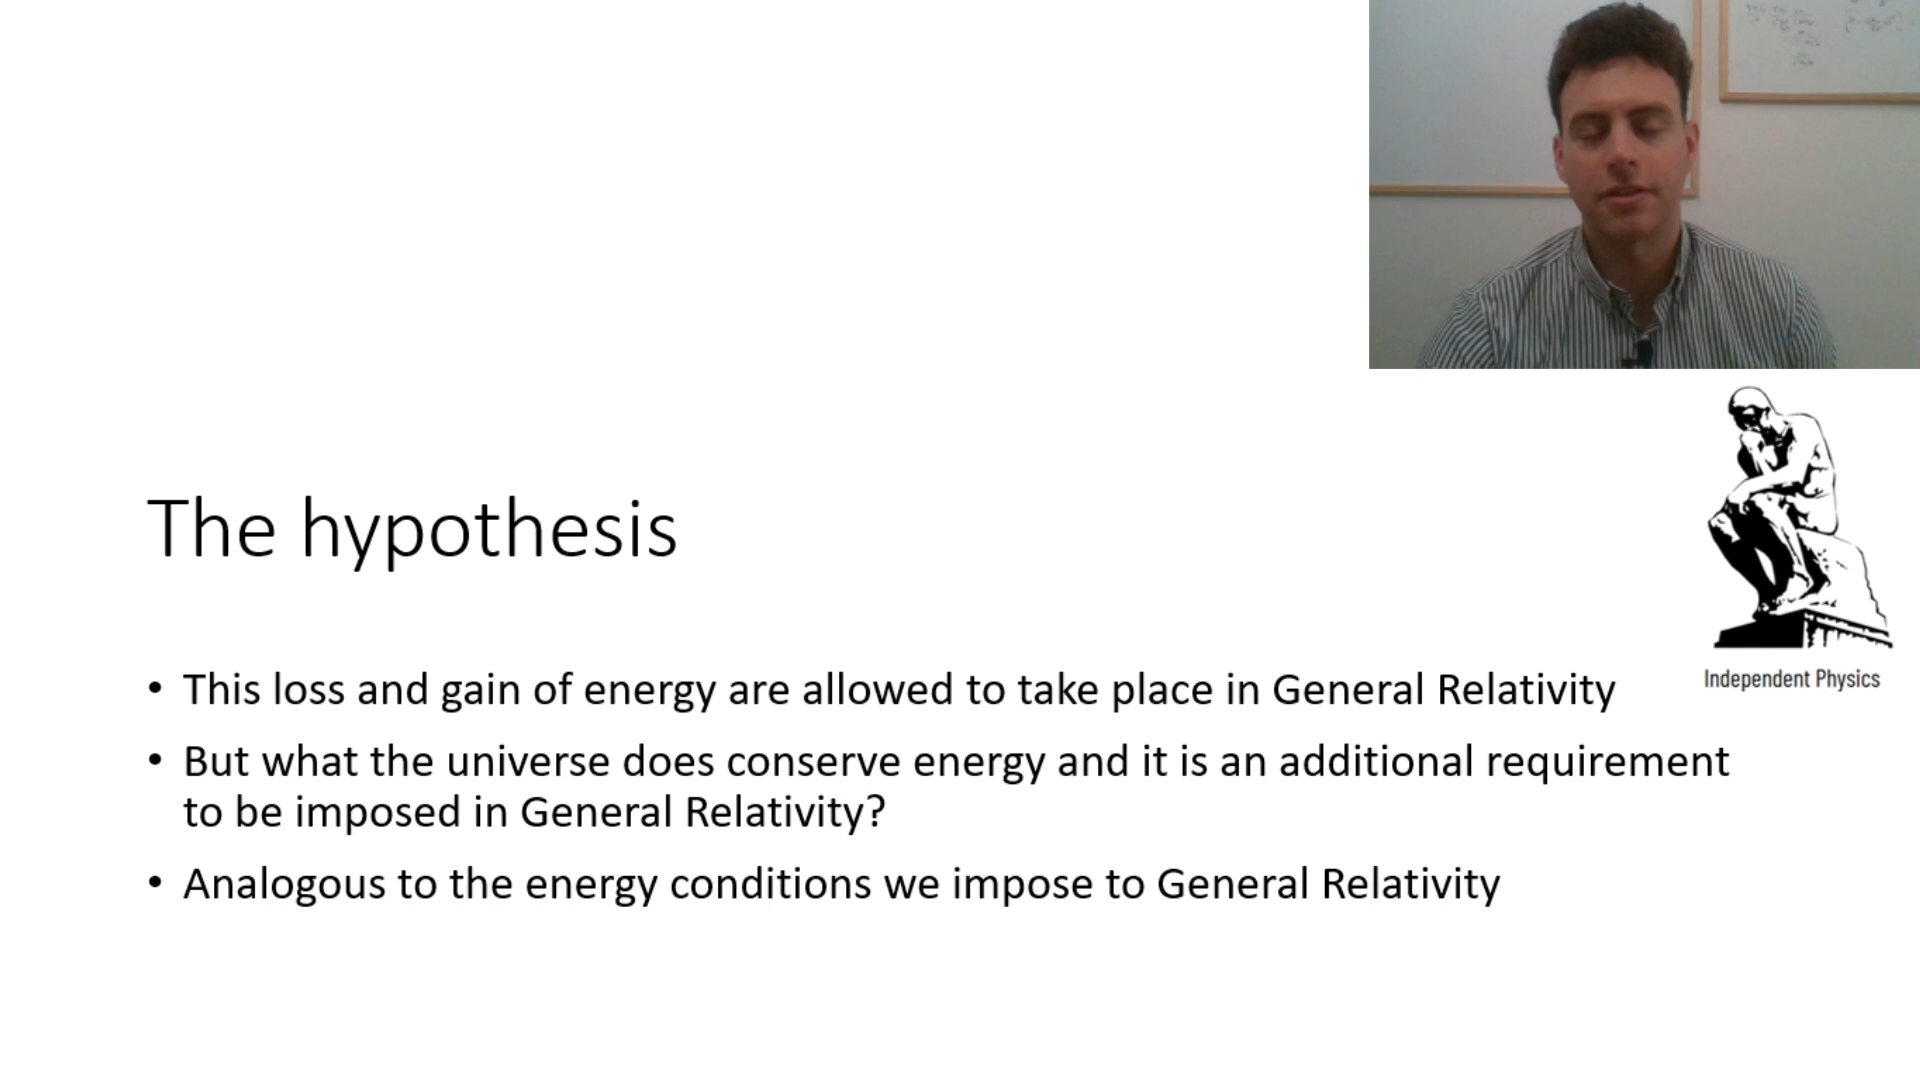 The hypothesis
• This loss and gain of energy are allowed to take place in General Relativity
• But what the universe does conserve energy and it is an additional requirement
to be imposed in General Relativity?
• Analogous to the energy conditions we impose to General Relativity
Independent Physics